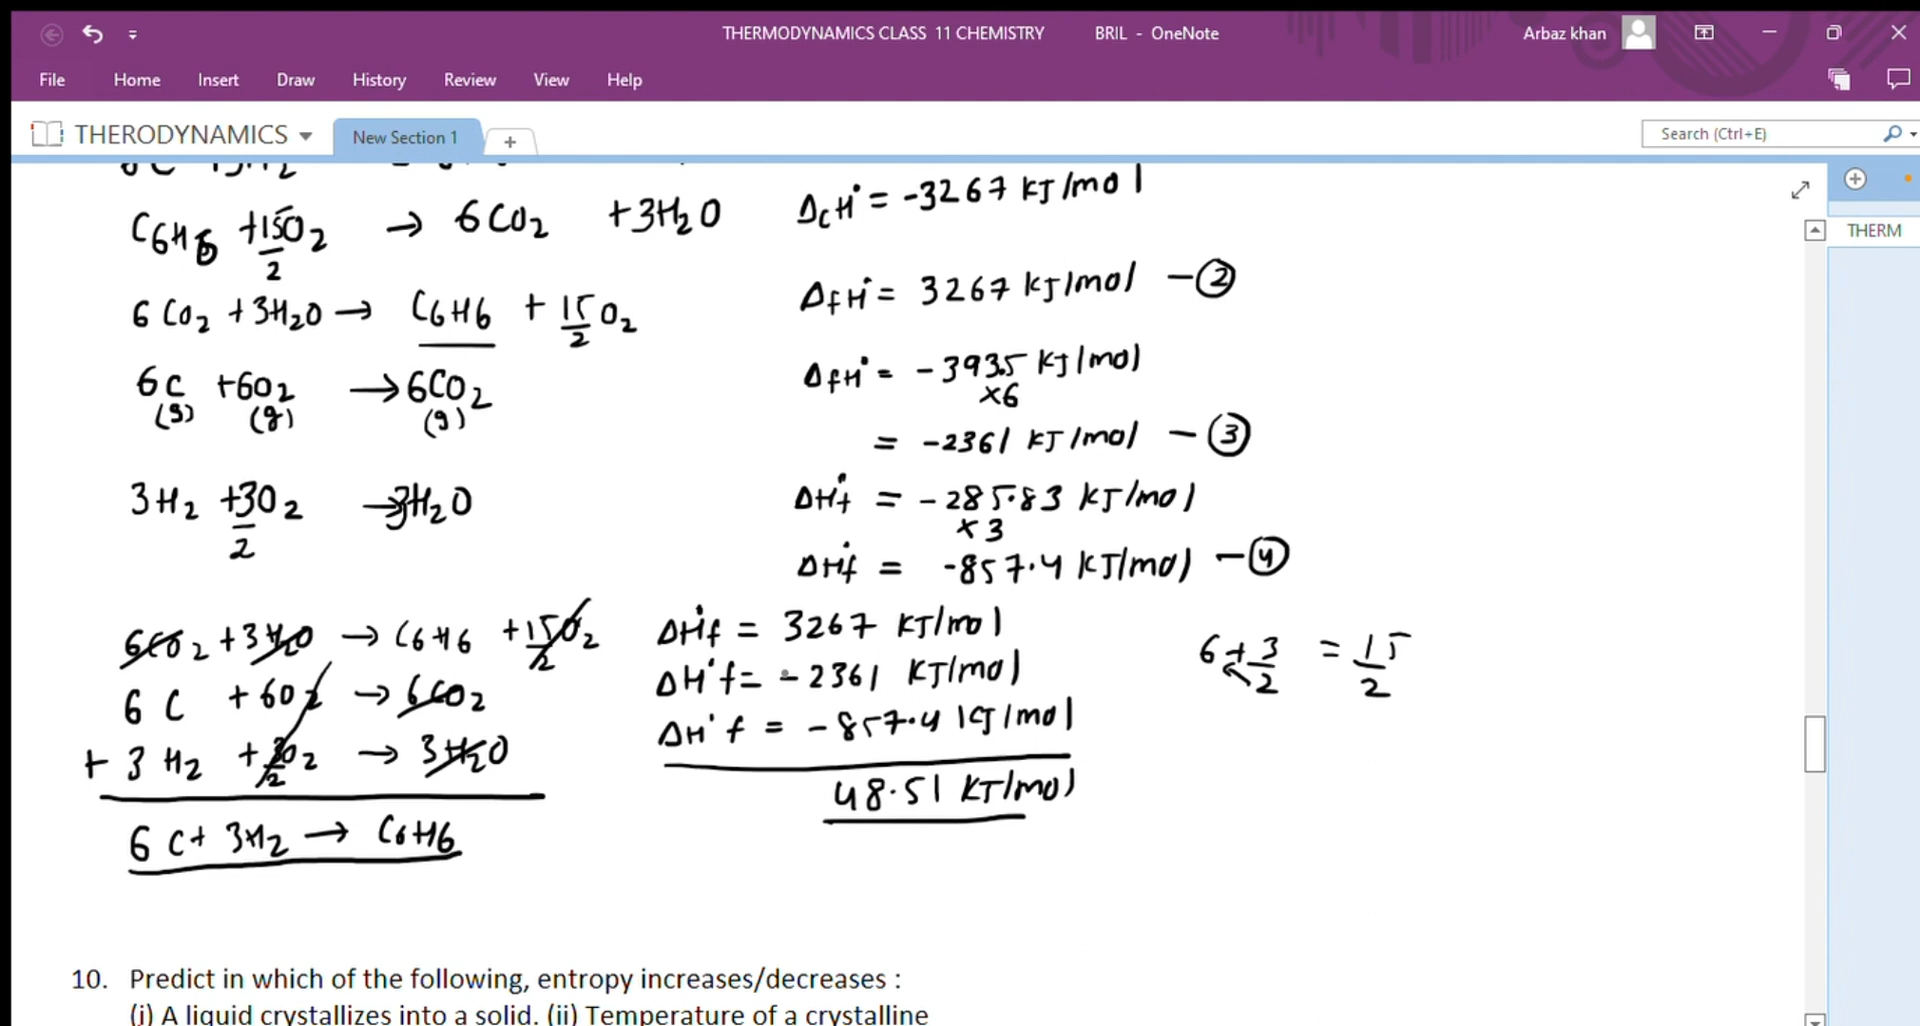 THERMODYNAMICS CLASS 11 CHEMISTRY BRIL - OneNote
Arbaz khan
File Home Insert Draw History Review View Help
THERODYNAMICS New Section 1 +
Search (Ctrl+E)
THERM
C6H6 + 15/2 O2 → 6CO2 + 3H2O ΔcH° = -3267 KJ/mol
6CO2 + 3H2O → C6H6 + 15/2 O2 ΔfH° = 3267 KJ/mol - ②
6C(s) + 6O2(g) → 6CO2(g) ΔfH° = -393.5 KJ/mol
×6
= -2361 KJ/mol - ③
3H2 + 3/2 O2 → 3H2O ΔH°f = -285.83 KJ/mol
×3
ΔH°f = -857.4 KJ/mol - ④
6CO2 + 3H2O → C6H6 + 15/2 O2 ΔH°f = 3267 KJ/mol
6 + 3/2 = 15/2
6C + 6O2 → 6CO2 ΔH°f = -2361 KJ/mol
+ 3H2 + 3/2 O2 → 3H2O ΔH°f = -857.4 KJ/mol
48.51 KJ/mol
6C + 3H2 → C6H6
10. Predict in which of the following, entropy increases/decreases :
(i) A liquid crystallizes into a solid. (ii) Temperature of a crystalline